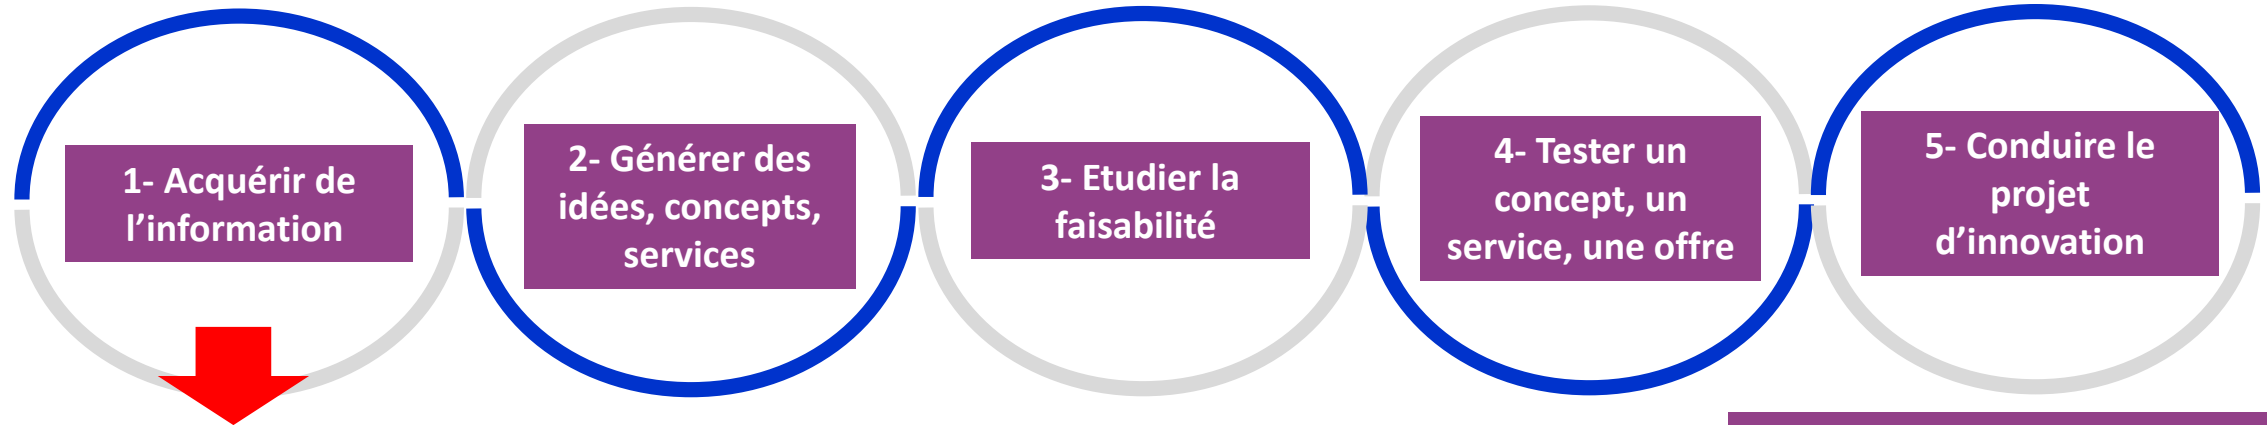 1- Acquérir de
l’information
2- Générer des
idées, concepts,
services
3- Etudier la
faisabilité
4- Tester un
concept, un
service, une offre
5- Conduire le
projet
d’innovation